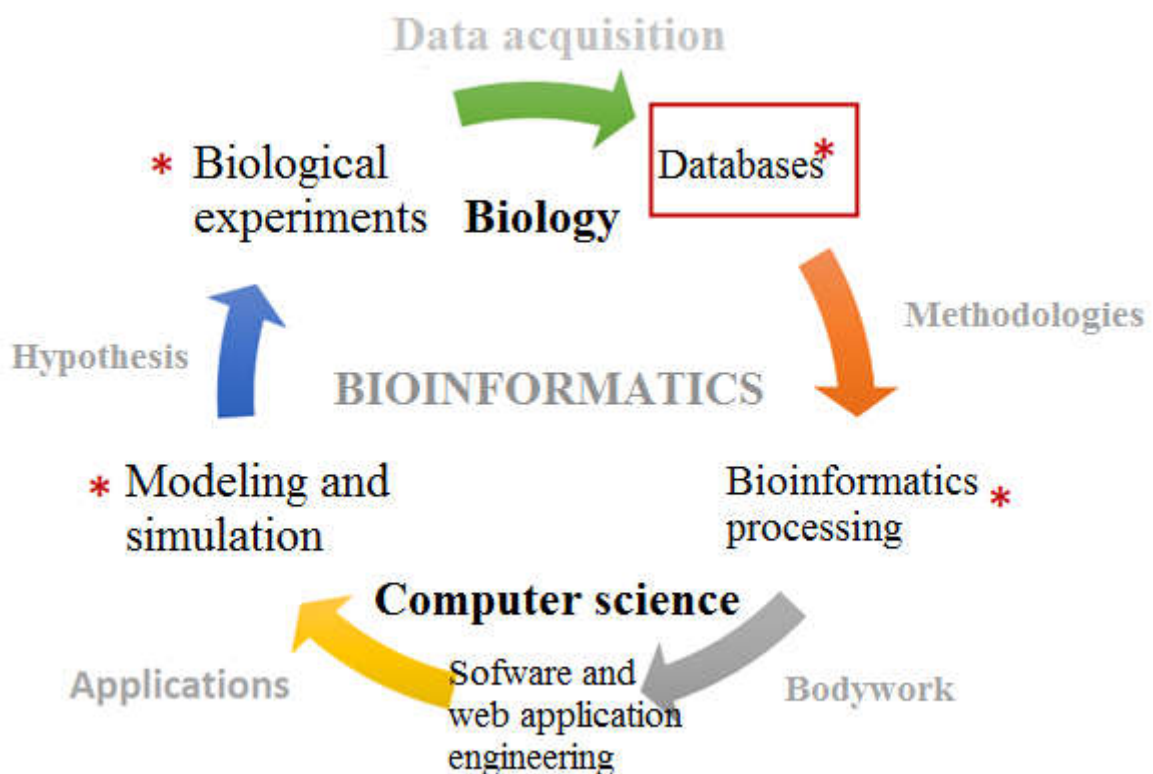 Data acquisition
* Biological
experiments
Biology
Databases*
Methodologies
Hypothesis
BIOINFORMATICS
* Modeling and
simulation
Bioinformatics *
processing
Computer science
Applications
Sofware and
web application
engineering
Bodywork